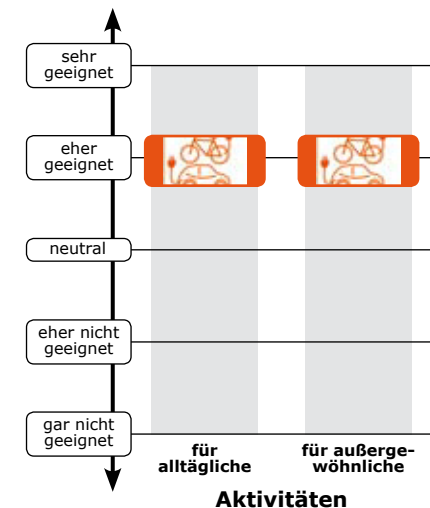 sehr
geeignet
eher
geeignet
neutral
eher nicht
geeignet
gar nicht
geeignet
für
alltägliche
für außerge-
wöhnliche
Aktivitäten